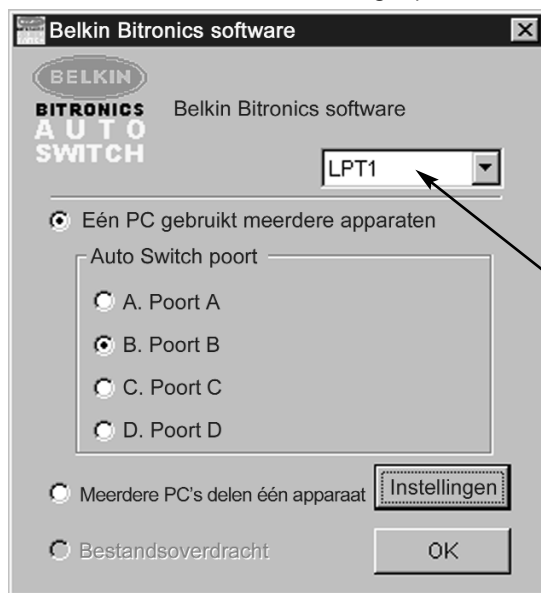 Belkin Bitronics software
BELKIN
BITRONICS
AUTO
SWITCH
Belkin Bitronics software
LPT1
Eén PC gebruikt meerdere apparaten
Auto Switch poort
A. Poort A
B. Poort B
C. Poort C
D. Poort D
Meerdere PC's delen één apparaat
Instellingen
Bestandsoverdracht
OK